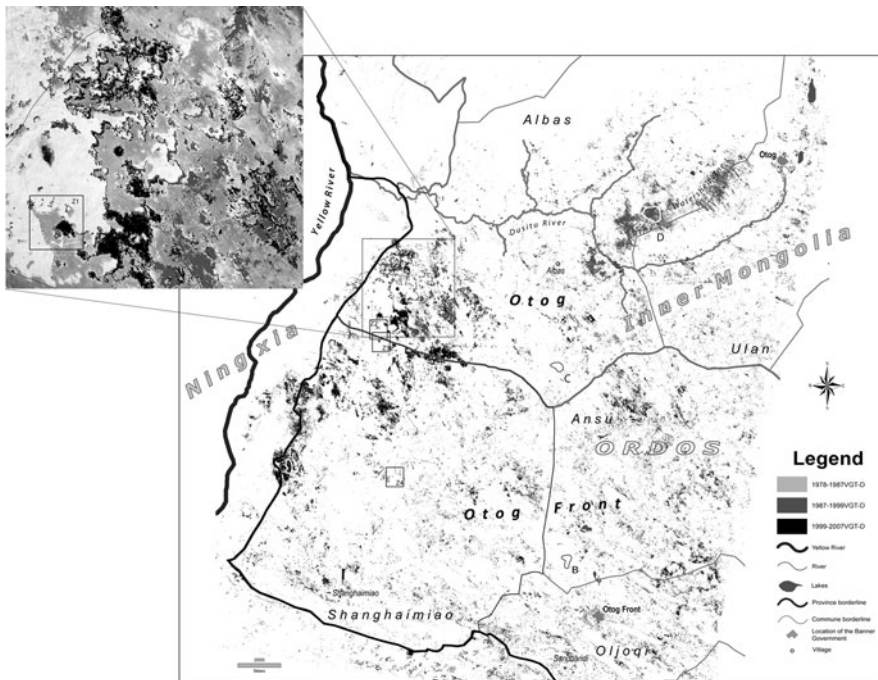 Z1
Yellow River
Albas
Otog
Dusitu River
D
Albas
Otog
Inner Mongolia
Ningxia
Ulan
C
Ansu
ORDOS
Otog Front
B
Shanghaimiao
Shanghaimiao
Otog Front
Oljoqi
Legend
1978-1987VGT-D
1987-1999VGT-D
1999-2007VGT-D
Yellow River
River
Lakes
Province borderline
Commune borderline
Location of the Banner
Government
Village